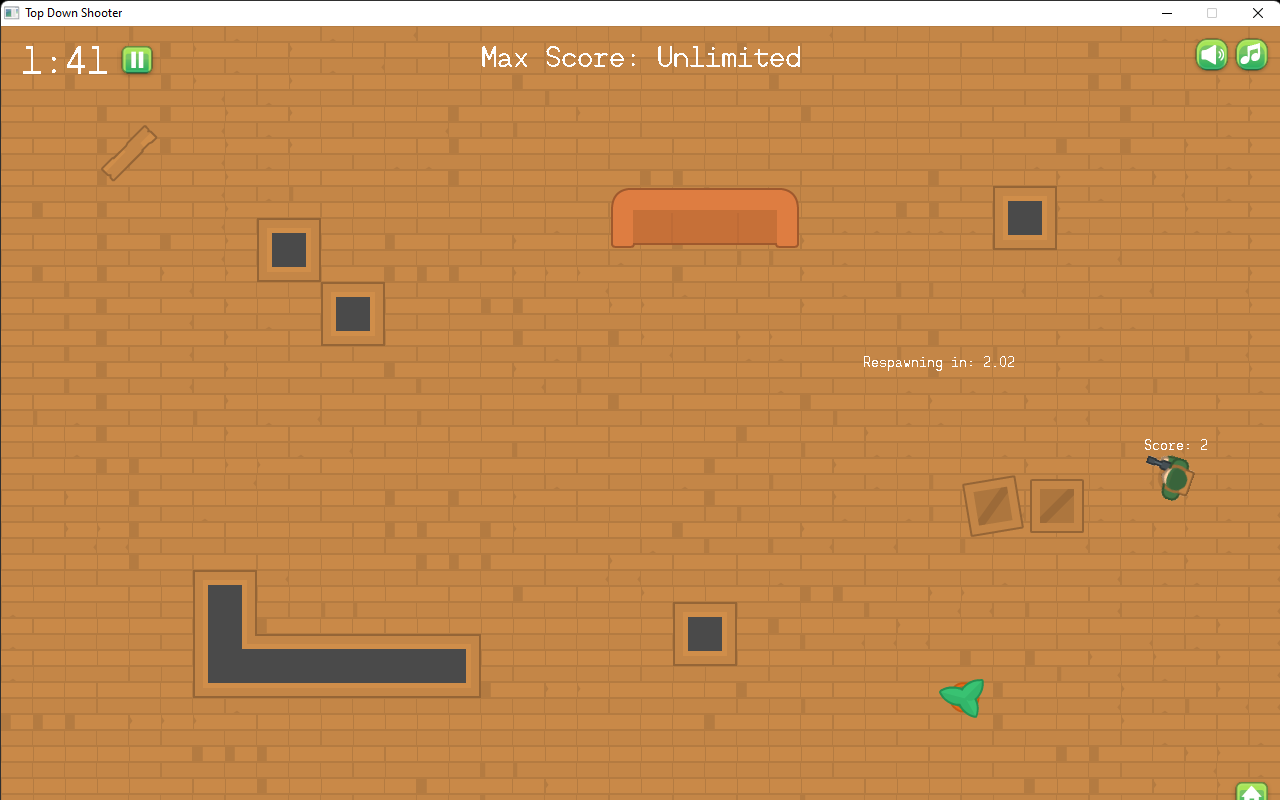 Top Down Shooter
1:41
Max Score: Unlimited
Respawning in: 2.02
Score: 2